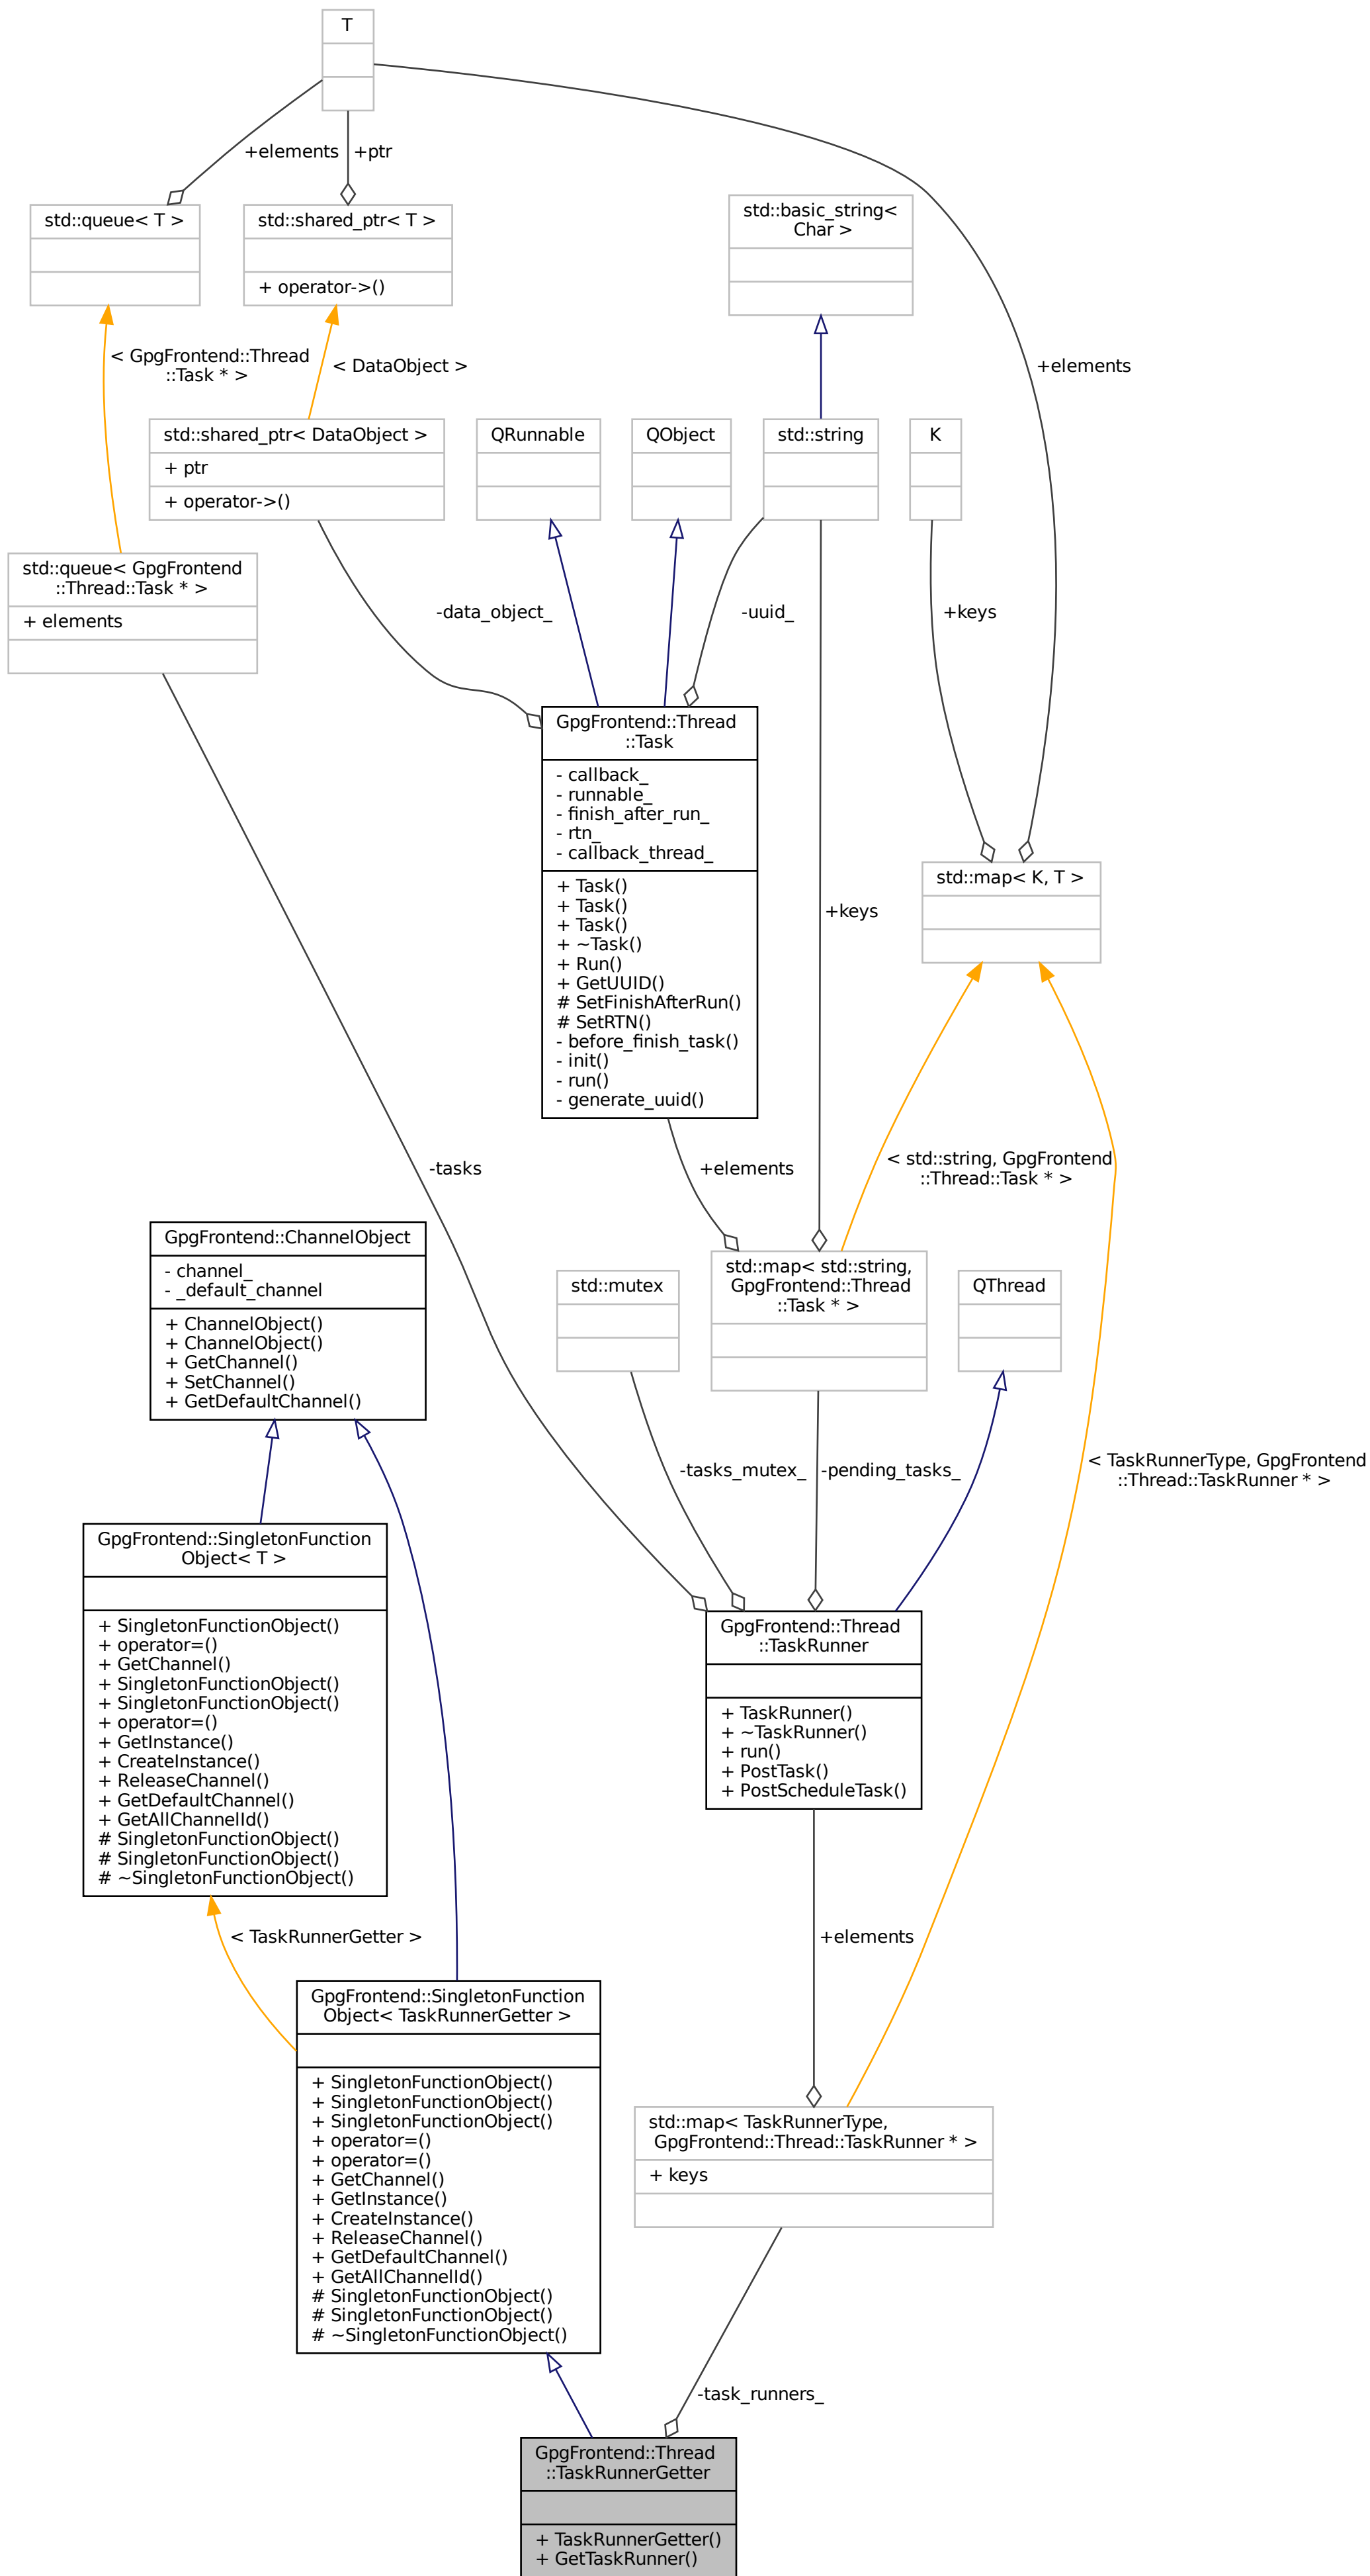 T
+elements
+ptr
std::queue< T >
std::shared_ptr< T >
+ operator->()
std::basic_string<
Char >
< GpgFrontend::Thread
::Task * >
< DataObject >
+elements
std::shared_ptr< DataObject >
+ ptr
+ operator->()
QRunnable
QObject
std::string
K
std::queue< GpgFrontend
::Thread::Task * >
+ elements
-data_object_
-uuid_
+keys
GpgFrontend::Thread
::Task
- callback_
- runnable_
- finish_after_run_
- rtn_
- callback_thread_
+ Task()
+ Task()
+ Task()
+ ~Task()
+ Run()
+ GetUUID()
# SetFinishAfterRun()
# SetRTN()
- before_finish_task()
- init()
- run()
- generate_uuid()
std::map< K, T >
+keys
-tasks
+elements
< std::string, GpgFrontend
::Thread::Task * >
GpgFrontend::ChannelObject
- channel_
- _default_channel
+ ChannelObject()
+ ChannelObject()
+ GetChannel()
+ SetChannel()
+ GetDefaultChannel()
std::mutex
std::map< std::string,
GpgFrontend::Thread
::Task * >
QThread
-tasks_mutex_
-pending_tasks_
< TaskRunnerType, GpgFrontend
::Thread::TaskRunner * >
GpgFrontend::SingletonFunction
Object< T >
+ SingletonFunctionObject()
+ operator=()
+ GetChannel()
+ SingletonFunctionObject()
+ SingletonFunctionObject()
+ operator=()
+ GetInstance()
+ CreateInstance()
+ ReleaseChannel()
+ GetDefaultChannel()
+ GetAllChannelId()
# SingletonFunctionObject()
# SingletonFunctionObject()
# ~SingletonFunctionObject()
GpgFrontend::Thread
::TaskRunner
+ TaskRunner()
+ ~TaskRunner()
+ run()
+ PostTask()
+ PostScheduleTask()
< TaskRunnerGetter >
+elements
GpgFrontend::SingletonFunction
Object< TaskRunnerGetter >
+ SingletonFunctionObject()
+ SingletonFunctionObject()
+ SingletonFunctionObject()
+ operator=()
+ operator=()
+ GetChannel()
+ GetInstance()
+ CreateInstance()
+ ReleaseChannel()
+ GetDefaultChannel()
+ GetAllChannelId()
# SingletonFunctionObject()
# SingletonFunctionObject()
# ~SingletonFunctionObject()
std::map< TaskRunnerType,
GpgFrontend::Thread::TaskRunner * >
+ keys
-task_runners_
GpgFrontend::Thread
::TaskRunnerGetter
+ TaskRunnerGetter()
+ GetTaskRunner()